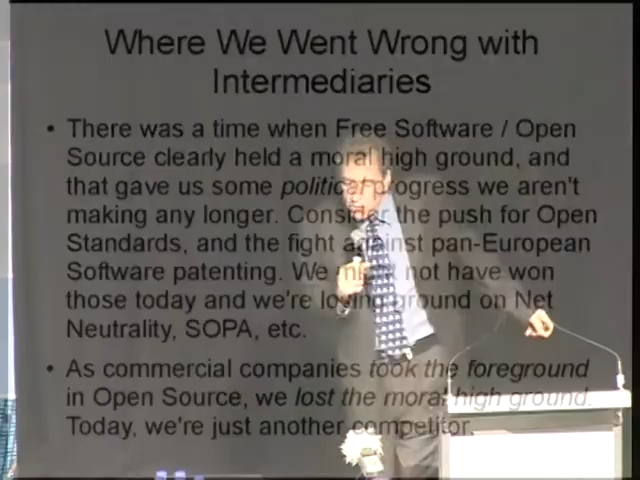 Where We Went Wrong with
Intermediaries
• There was a time when Free Software / Open
Source clearly held a moral high ground, and
that gave us some political progress we aren't
making any longer. Consider the push for Open
Standards, and the fight against pan-European
Software patenting. We might not have won
those today and we're losing ground on Net
Neutrality, SOPA, etc.
• As commercial companies took the foreground
in Open Source, we lost the moral high ground.
Today, we're just another competitor.